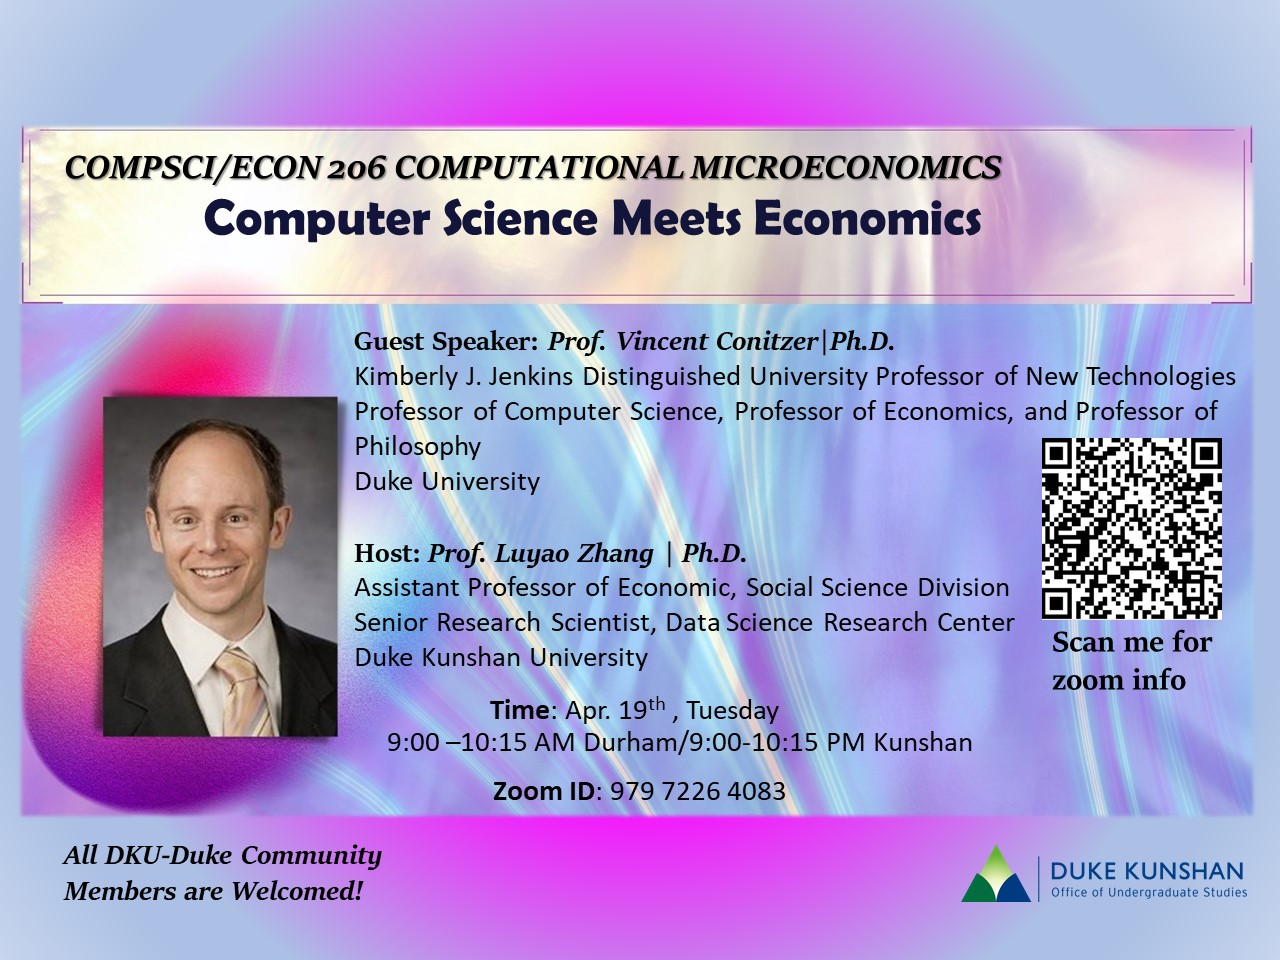 COMPSCI/ECON 206 COMPUTATIONAL MICROECONOMICS
Computer Science Meets Economics
Guest Speaker: Prof. Vincent Conitzer|Ph.D.
Kimberly J. Jenkins Distinguished University Professor of New Technologies
Professor of Computer Science, Professor of Economics, and Professor of
Philosophy
Duke University
Host: Prof. Luyao Zhang | Ph.D.
Assistant Professor of Economic, Social Science Division
Senior Research Scientist, Data Science Research Center
Duke Kunshan University
Scan me for
zoom info
Time: Apr. 19th , Tuesday
9:00 –10:15 AM Durham/9:00-10:15 PM Kunshan
Zoom ID: 979 7226 4083
All DKU-Duke Community
Members are Welcomed!
DUKE KUNSHAN
Office of Undergraduate Studies